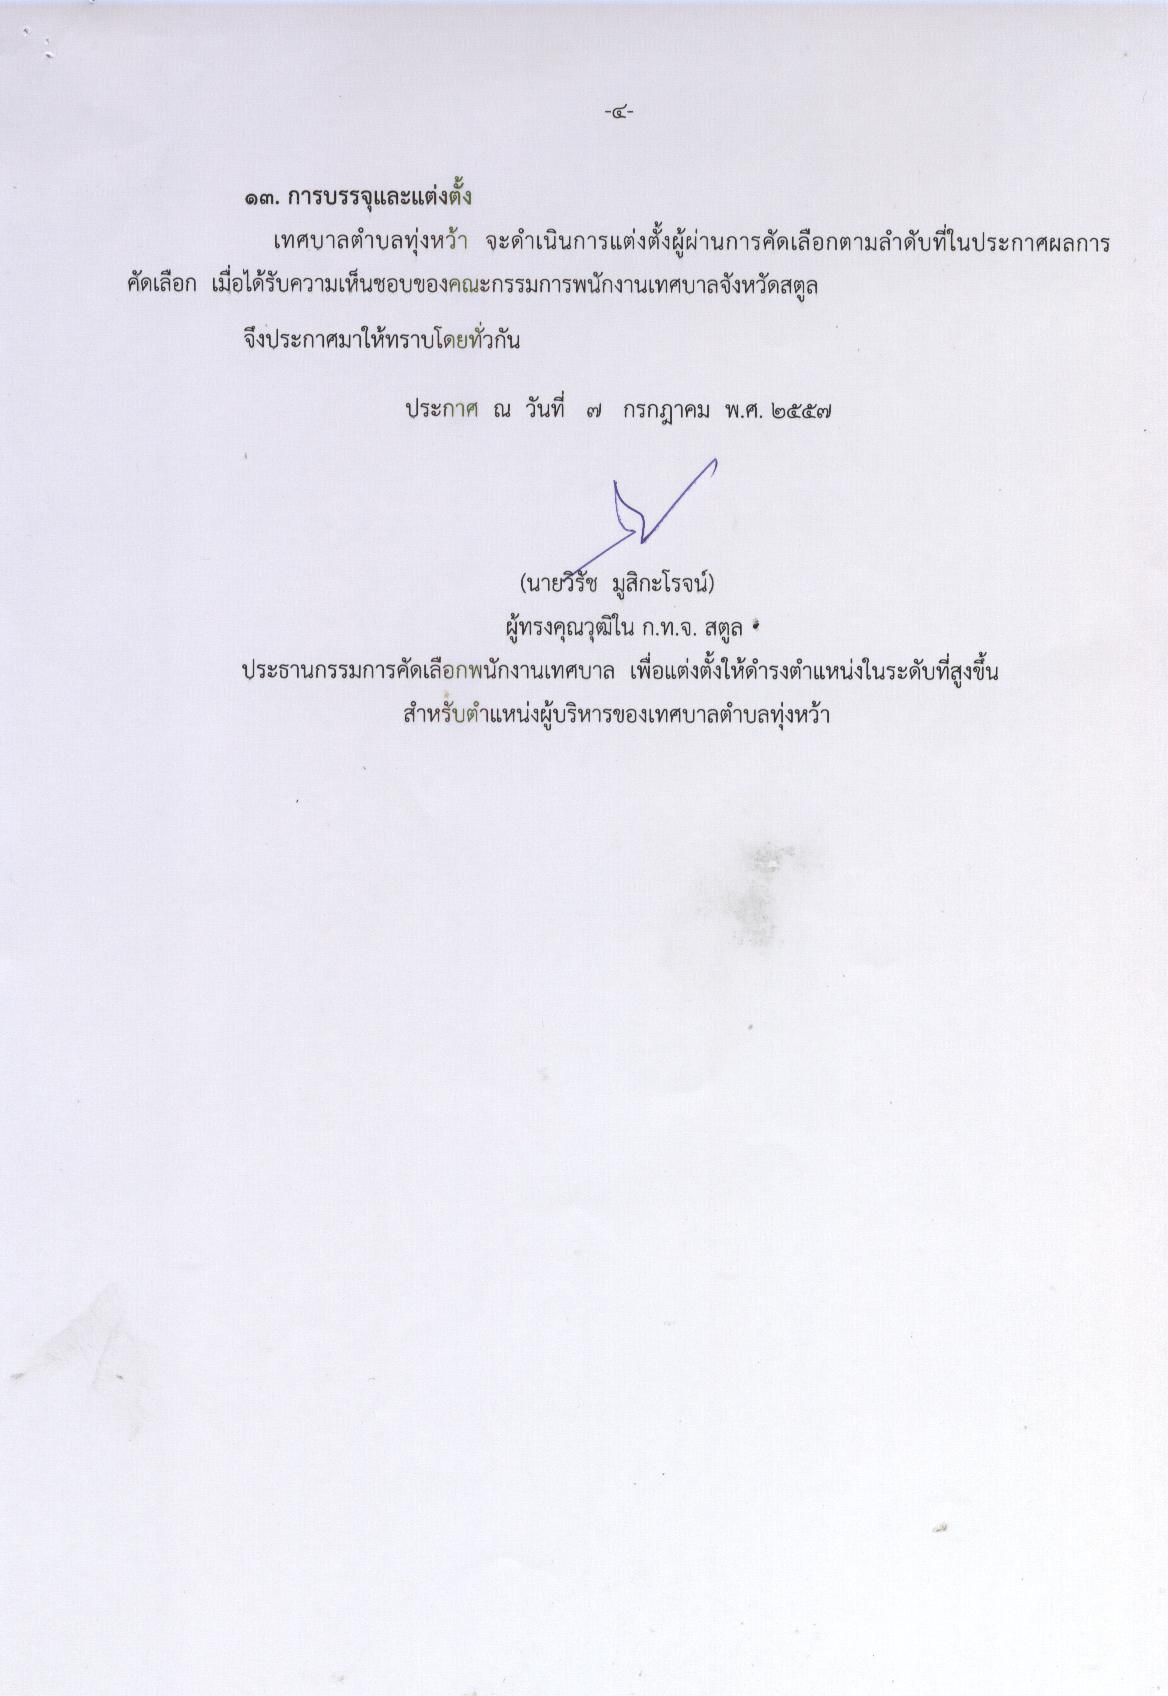 -๔-
๑๓. การบรรจุและแต่งตั้ง
เทศบาลตำบลทุ่งหว้า จะดำเนินการแต่งตั้งผู้ผ่านการคัดเลือกตามลำดับที่ในประกาศผลการ
คัดเลือก เมื่อได้รับความเห็นชอบของคณะกรรมการพนักงานเทศบาลจังหวัดสตูล
จึงประกาศมาให้ทราบโดยทั่วกัน
ประกาศ ณ วันที่ ๗ กรกฎาคม พ.ศ. ๒๕๕๗
(นายวิรัช มูสิกะโรจน์)
ผู้ทรงคุณวุฒิใน ก.ท.จ. สตูล
ประธานกรรมการคัดเลือกพนักงานเทศบาล เพื่อแต่งตั้งให้ดำรงตำแหน่งในระดับที่สูงขึ้น
สำหรับตำแหน่งผู้บริหารของเทศบาลตำบลทุ่งหว้า